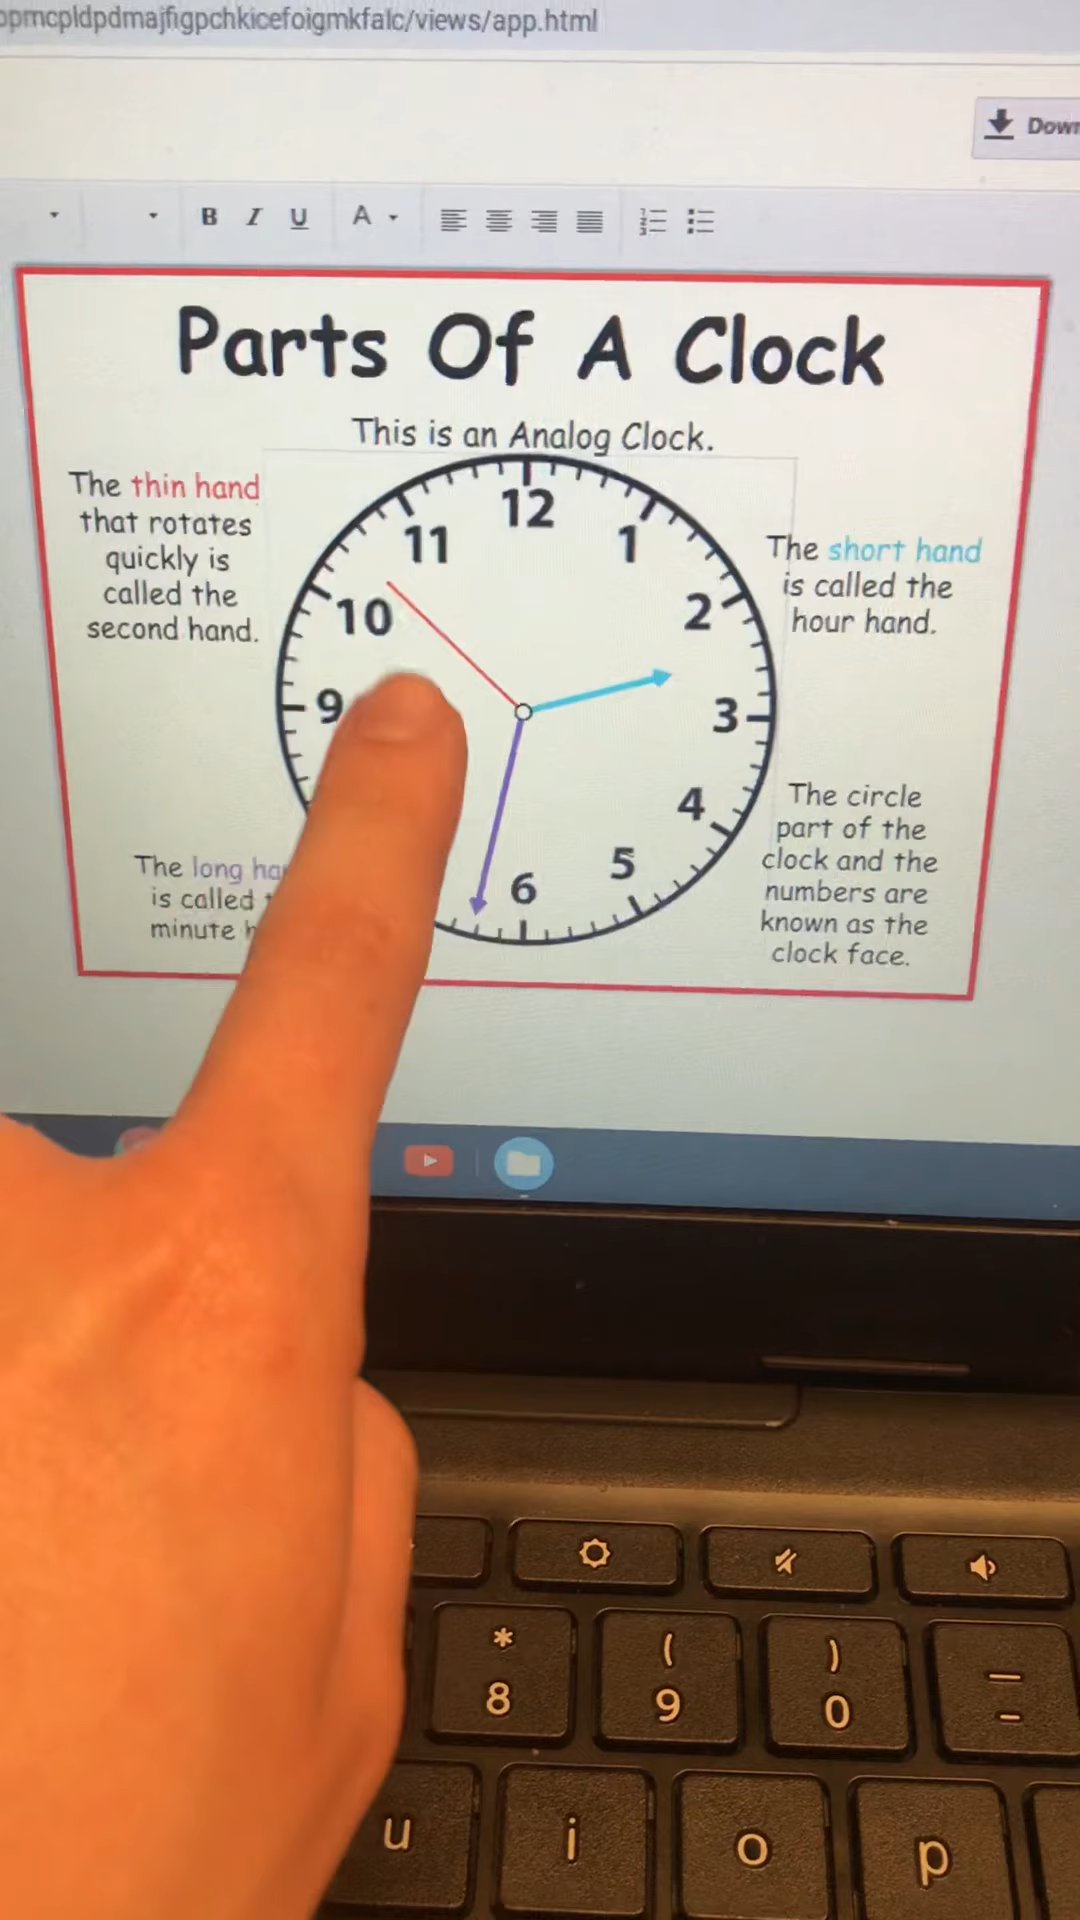 opmcpldpdmajfigpchkicefoigmkfalc/views/app.html
Down
B I U A
Parts Of A Clock
This is an Analog Clock.
The thin hand
that rotates
quickly is
called the
second hand.
12
11
1
10
2
9
3
4
5
6
The short hand
is called the
hour hand.
The long
is called
minute
The circle
part of the
clock and the
numbers are
known as the
clock face.
*
8
(
9
)
0
u
i
o
p